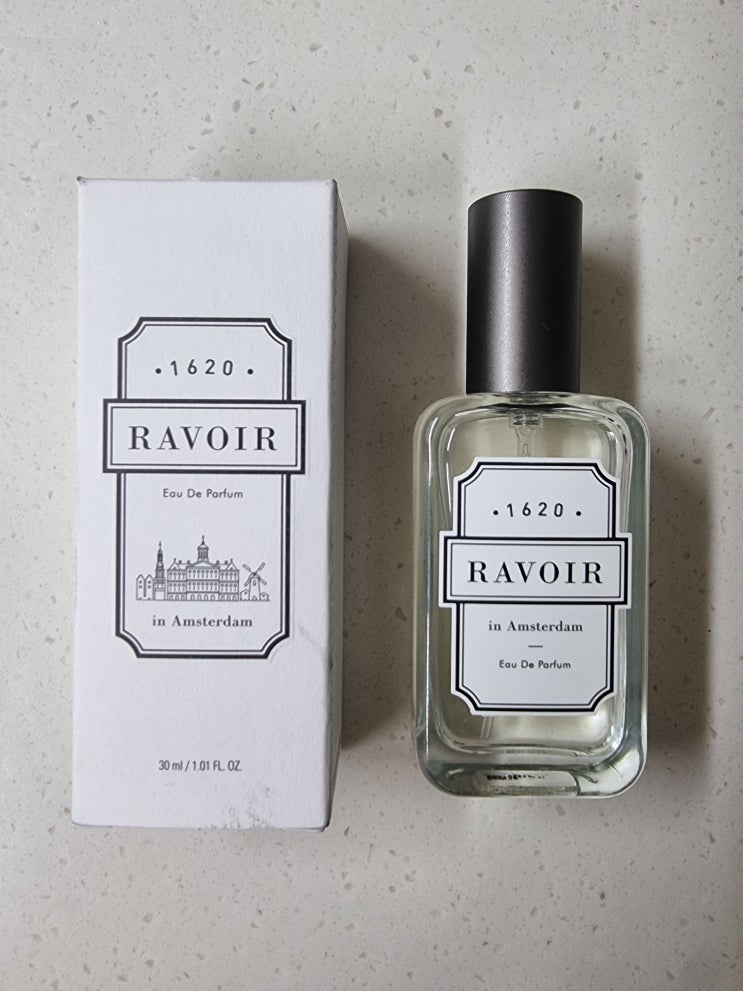 • 1620 •
RAVOIR
Eau De Parfum
in Amsterdam
30 ml / 1.01 FL. OZ.
• 1620 •
RAVOIR
in Amsterdam
Eau De Parfum